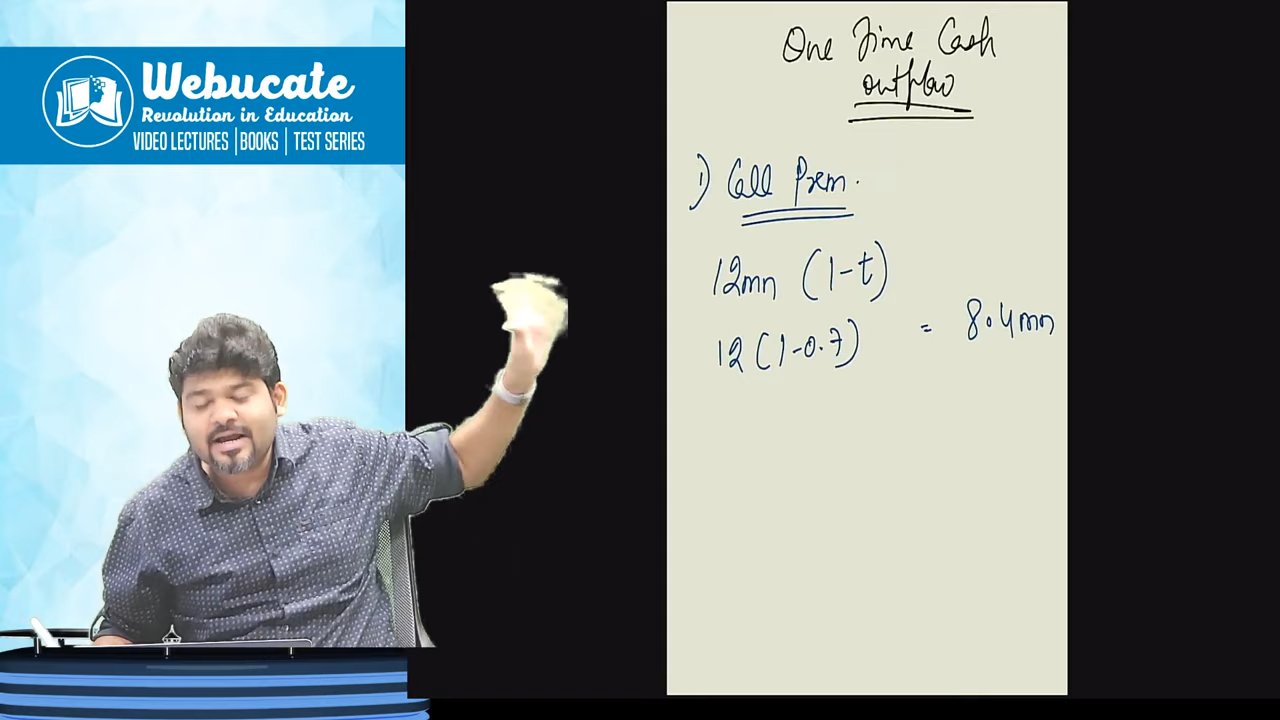 Webucate
Revolution in Education
VIDEO LECTURES | BOOKS | TEST SERIES
One Time Cash
outflow
1) Call Prem.
12mn (1-t)
12 (1-0.7) = 8.4mn